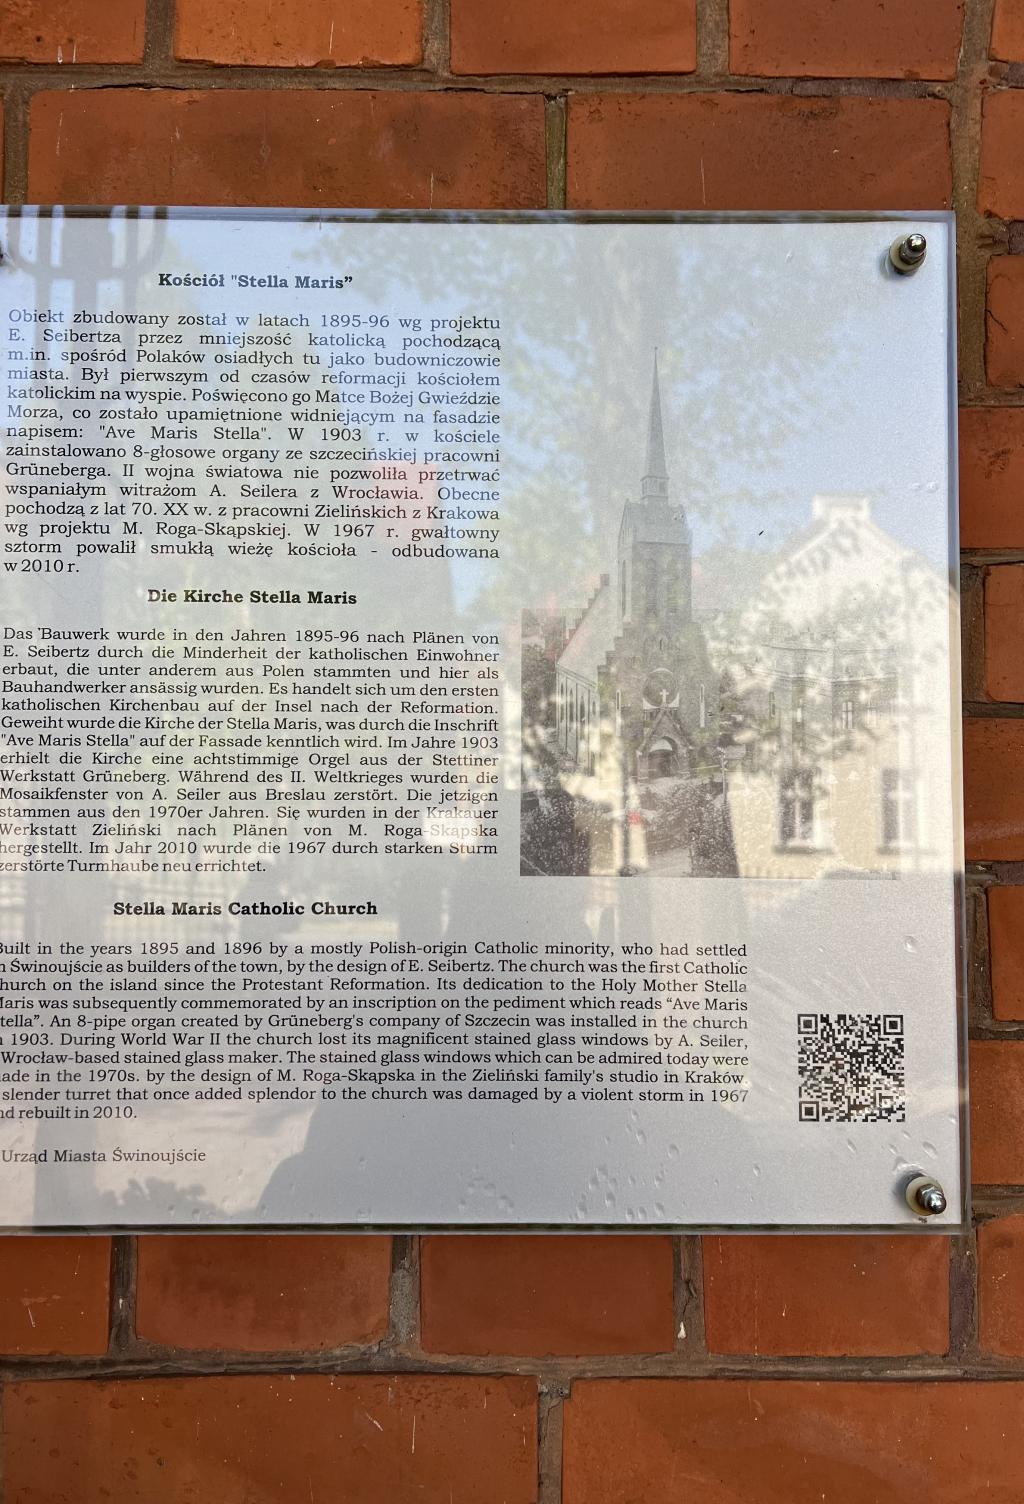 Kościół "Stella Maris”
Obiekt zbudowany został w latach 1895-96 wg projektu
E. Seibertza przez mniejszość katolicką pochodzącą
m.in. spośród Polaków osiadłych tu jako budowniczowie
miasta. Był pierwszym od czasów reformacji kościołem
katolickim na wyspie. Poświęcono go Matce Bożej Gwieździe
Morza, co zostało upamiętnione widniejącym na fasadzie
napisem: "Ave Maris Stella". W 1903 r. w kościele
zainstalowano 8-głosowe organy ze szczecińskiej pracowni
Grüneberga. II wojna światowa nie pozwoliła przetrwać
wspaniałym witrażom A. Seilera z Wrocławia. Obecne
pochodzą z lat 70. XX w. z pracowni Zielińskich z Krakowa
wg projektu M. Roga-Skąpskiej. W 1967 r. gwałtowny
sztorm powalił smukłą wieżę kościoła - odbudowana
w 2010 r.
Die Kirche Stella Maris
Das Bauwerk wurde in den Jahren 1895-96 nach Plänen von
E. Seibertz durch die Minderheit der katholischen Einwohner
erbaut, die unter anderem aus Polen stammten und hier als
Bauhandwerker ansässig wurden. Es handelt sich um den ersten
katholischen Kirchenbau auf der Insel nach der Reformation.
Geweiht wurde die Kirche der Stella Maris, was durch die Inschrift
"Ave Maris Stella" auf der Fassade kenntlich wird. Im Jahre 1903
erhielt die Kirche eine achtstimmige Orgel aus der Stettiner
Werkstatt Grüneberg. Während des II. Weltkrieges wurden die
Mosaikfenster von A. Seiler aus Breslau zerstört. Die jetzigen
stammen aus den 1970er Jahren. Się wurden in der Krakauer
Werkstatt Zieliński nach Plänen von M. Roga-Skąpska
hergestellt. Im Jahr 2010 wurde die 1967 durch starken Sturm
zerstörte Turmhaube neu errichtet.
Stella Maris Catholic Church
Built in the years 1895 and 1896 by a mostly Polish-origin Catholic minority, who had settled
n Świnoujście as builders of the town, by the design of E. Seibertz. The church was the first Catholic
hurch on the island since the Protestant Reformation. Its dedication to the Holy Mother Stella
Maris was subsequently commemorated by an inscription on the pediment which reads “Ave Maris
tella”. An 8-pipe organ created by Grüneberg's company of Szczecin was installed in the church
1903. During World War II the church lost its magnificent stained glass windows by A. Seiler,
Wrocław-based stained glass maker. The stained glass windows which can be admired today were
ade in the 1970s. by the design of M. Roga-Skąpska in the Zieliński family's studio in Kraków.
slender turret that once added splendor to the church was damaged by a violent storm in 1967
nd rebuilt in 2010.
Urząd Miasta Świnoujście